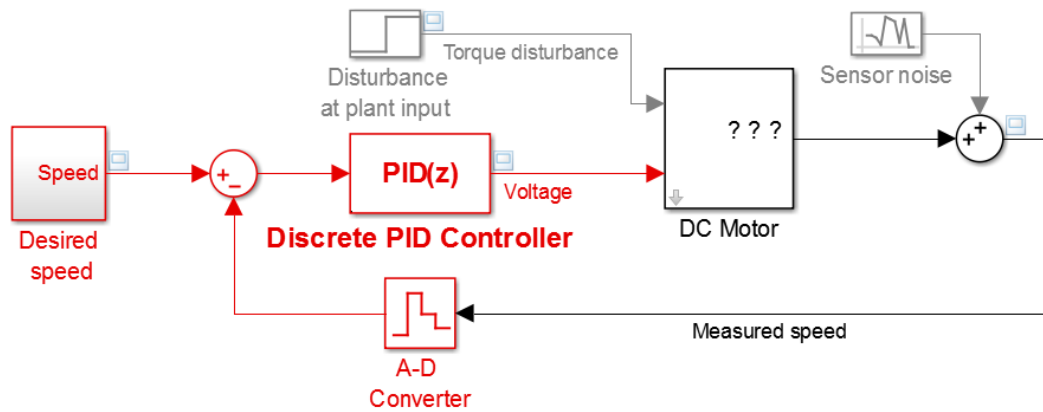 Torque disturbance
Disturbance
at plant input
Sensor noise
? ? ?
+ +
Speed
+ −
PID(z)
Voltage
Desired
speed
Discrete PID Controller
DC Motor
Measured speed
A-D
Converter